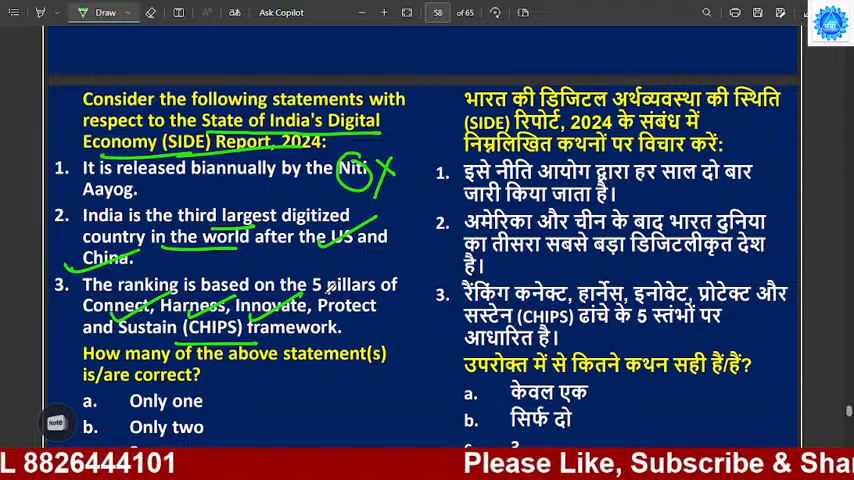 Draw
Ask Copilot
58 of 65
Consider the following statements with
respect to the State of India's Digital
Economy (SIDE) Report, 2024:
1. It is released biannually by the Niti
Aayog.
2. India is the third largest digitized
country in the world after the US and
China.
3. The ranking is based on the 5 pillars of
Connect, Harness, Innovate, Protect
and Sustain (CHIPS) framework.
How many of the above statement(s)
is/are correct?
a. Only one
b. Only two
भारत की डिजिटल अर्थव्यवस्था की स्थिति
(SIDE) रिपोर्ट, 2024 के संबंध में
निम्नलिखित कथनों पर विचार करें:
1. इसे नीति आयोग द्वारा हर साल दो बार
जारी किया जाता है।
2. अमेरिका और चीन के बाद भारत दुनिया
का तीसरा सबसे बड़ा डिजिटलीकृत देश
है।
3. रैंकिंग कनेक्ट, हार्नेस, इनोवेट, प्रोटेक्ट और
सस्टेन (CHIPS) ढांचे के 5 स्तंभों पर
आधारित है।
उपरोक्त में से कितने कथन सही हैं/हैं?
a. केवल एक
b. सिर्फ दो
Note
L 8826444101 Please Like, Subscribe & Sha